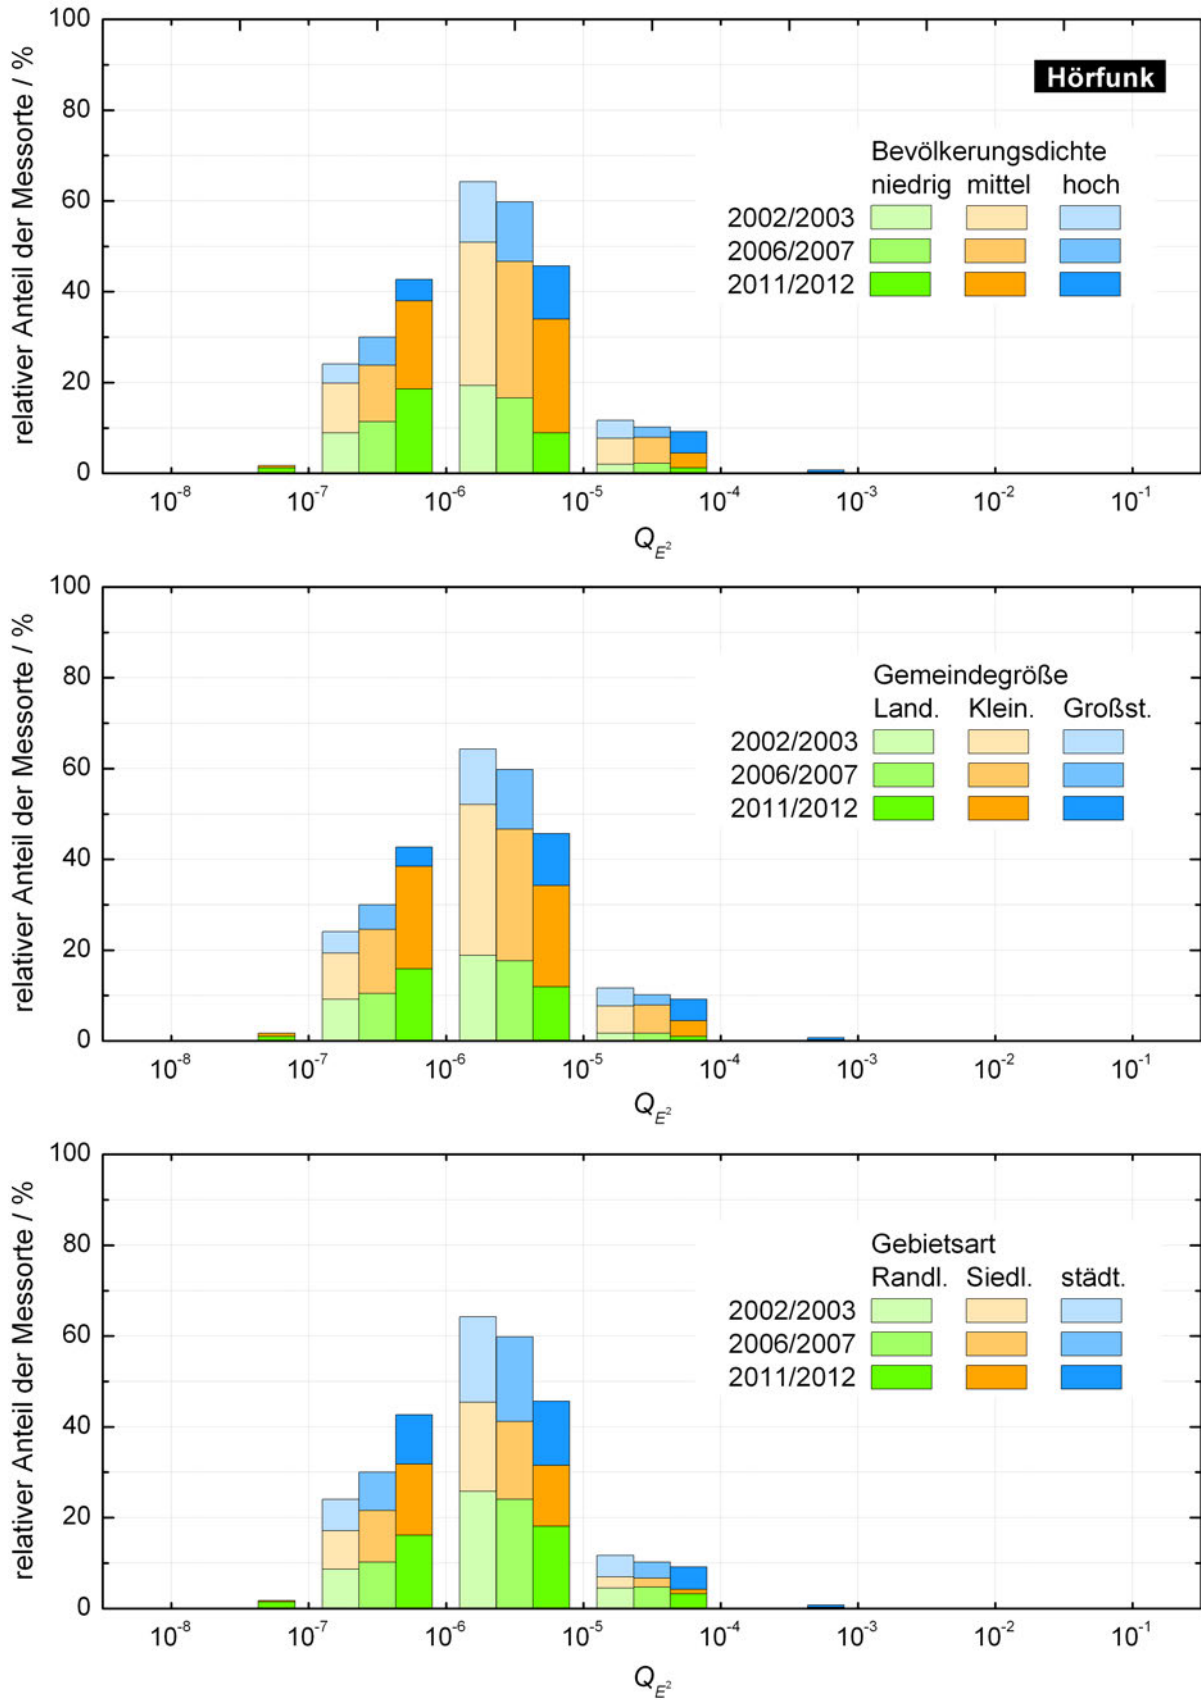 Hörfunk
relativer Anteil der Messorte / %
100
80
60
40
20
0
Bevölkerungsdichte
niedrig mittel hoch
2002/2003
2006/2007
2011/2012
10⁻⁸ 10⁻⁷ 10⁻⁶ 10⁻⁵ 10⁻⁴ 10⁻³ 10⁻² 10⁻¹
Q_E²
relativer Anteil der Messorte / %
100
80
60
40
20
0
Gemeindegröße
Land. Klein. Großst.
2002/2003
2006/2007
2011/2012
10⁻⁸ 10⁻⁷ 10⁻⁶ 10⁻⁵ 10⁻⁴ 10⁻³ 10⁻² 10⁻¹
Q_E²
relativer Anteil der Messorte / %
100
80
60
40
20
0
Gebietsart
Randl. Siedl. städt.
2002/2003
2006/2007
2011/2012
10⁻⁸ 10⁻⁷ 10⁻⁶ 10⁻⁵ 10⁻⁴ 10⁻³ 10⁻² 10⁻¹
Q_E²